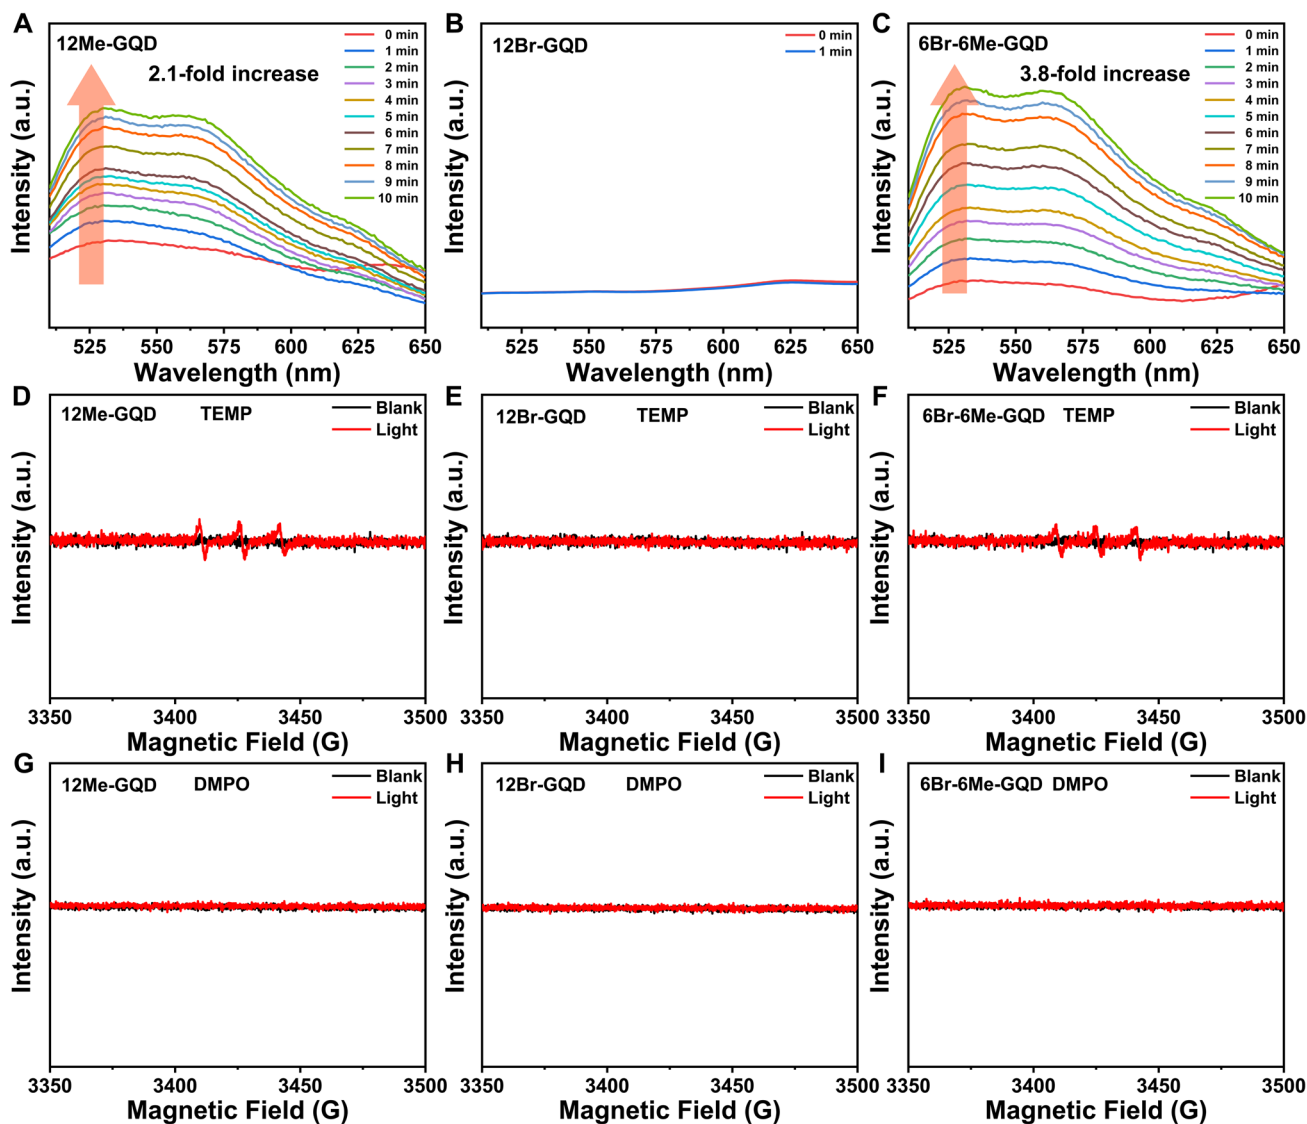 A
12Me-GQD
2.1-fold increase
0 min
1 min
2 min
3 min
4 min
5 min
6 min
7 min
8 min
9 min
10 min
Intensity (a.u.)
525 550 575 600 625 650
Wavelength (nm)
B
12Br-GQD
0 min
1 min
Intensity (a.u.)
525 550 575 600 625 650
Wavelength (nm)
C
6Br-6Me-GQD
3.8-fold increase
0 min
1 min
2 min
3 min
4 min
5 min
6 min
7 min
8 min
9 min
10 min
Intensity (a.u.)
525 550 575 600 625 650
Wavelength (nm)
D
12Me-GQD TEMP
Blank
Light
Intensity (a.u.)
3350 3400 3450 3500
Magnetic Field (G)
E
12Br-GQD TEMP
Blank
Light
Intensity (a.u.)
3350 3400 3450 3500
Magnetic Field (G)
F
6Br-6Me-GQD TEMP
Blank
Light
Intensity (a.u.)
3350 3400 3450 3500
Magnetic Field (G)
G
12Me-GQD DMPO
Blank
Light
Intensity (a.u.)
3350 3400 3450 3500
Magnetic Field (G)
H
12Br-GQD DMPO
Blank
Light
Intensity (a.u.)
3350 3400 3450 3500
Magnetic Field (G)
I
6Br-6Me-GQD DMPO
Blank
Light
Intensity (a.u.)
3350 3400 3450 3500
Magnetic Field (G)